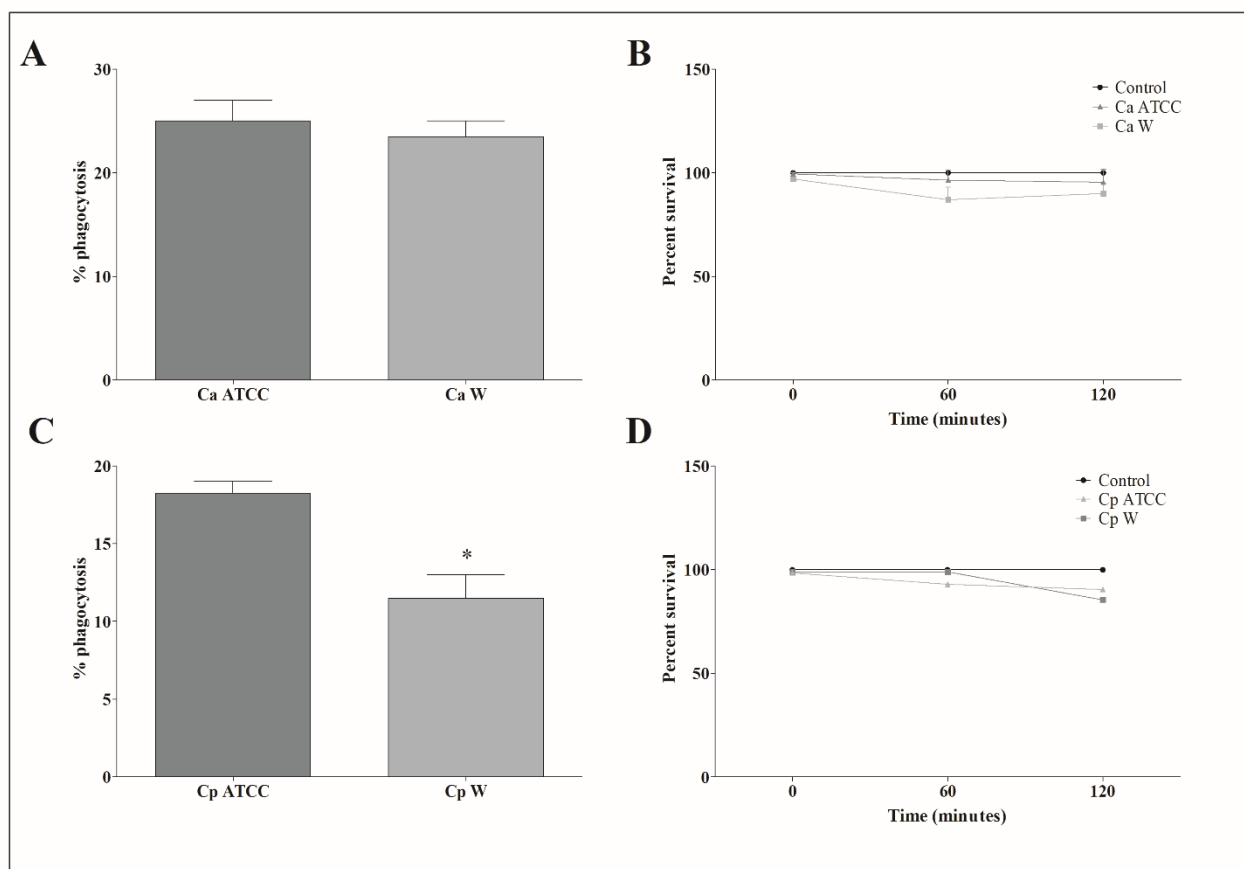 A
30
20
10
0
% phagocytosis
Ca ATCC
Ca W
B
150
100
50
0
Percent survival
Control
Ca ATCC
Ca W
0
60
120
Time (minutes)
C
20
15
10
5
0
% phagocytosis
*
Cp ATCC
Cp W
D
150
100
50
0
Percent survival
Control
Cp ATCC
Cp W
0
60
120
Time (minutes)